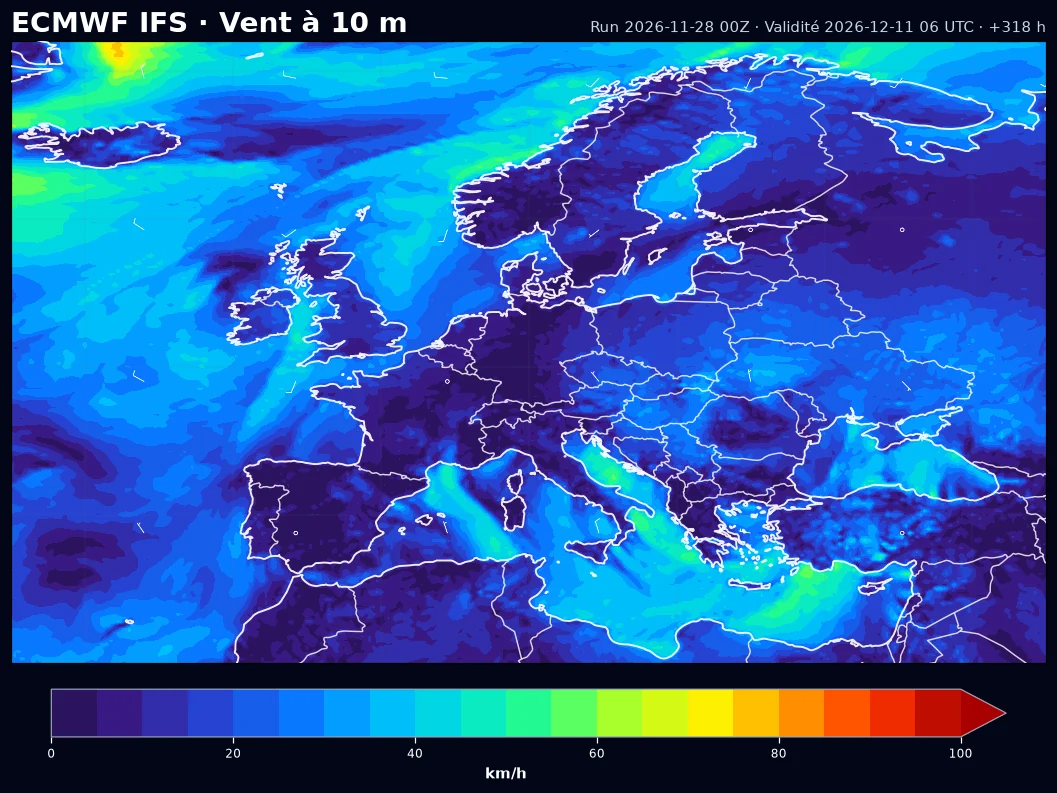 ECMWF IFS · Vent à 10 m
Run 2026-11-28 00Z · Validité 2026-12-11 06 UTC · +318 h
0 20 40 60 80 100
km/h